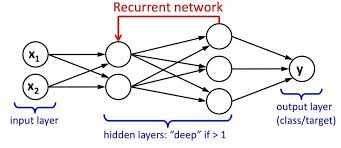 Recurrent network
x₁
x₂
y
input layer
hidden layers: "deep" if > 1
output layer
(class/target)